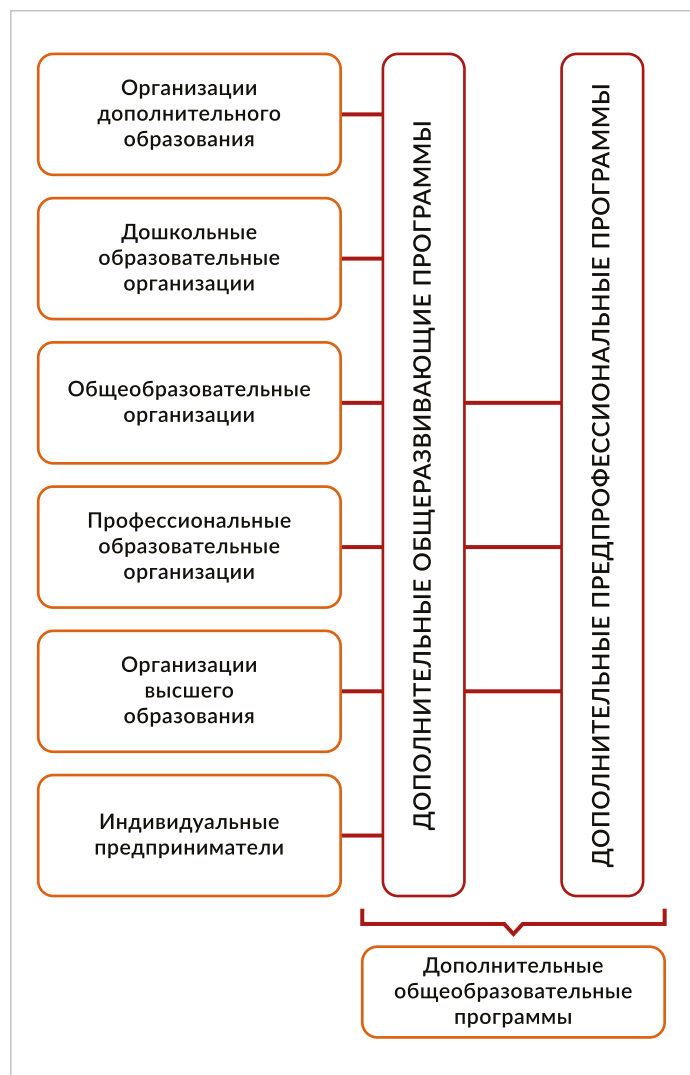 Организации
дополнительного
образования
Дошкольные
образовательные
организации
Общеобразовательные
организации
Профессиональные
образовательные
организации
Организации
высшего
образования
Индивидуальные
предприниматели
ДОПОЛНИТЕЛЬНЫЕ ОБЩЕРАЗВИВАЮЩИЕ ПРОГРАММЫ
ДОПОЛНИТЕЛЬНЫЕ ПРЕДПРОФЕССИОНАЛЬНЫЕ ПРОГРАММЫ
Дополнительные
общеобразовательные
программы